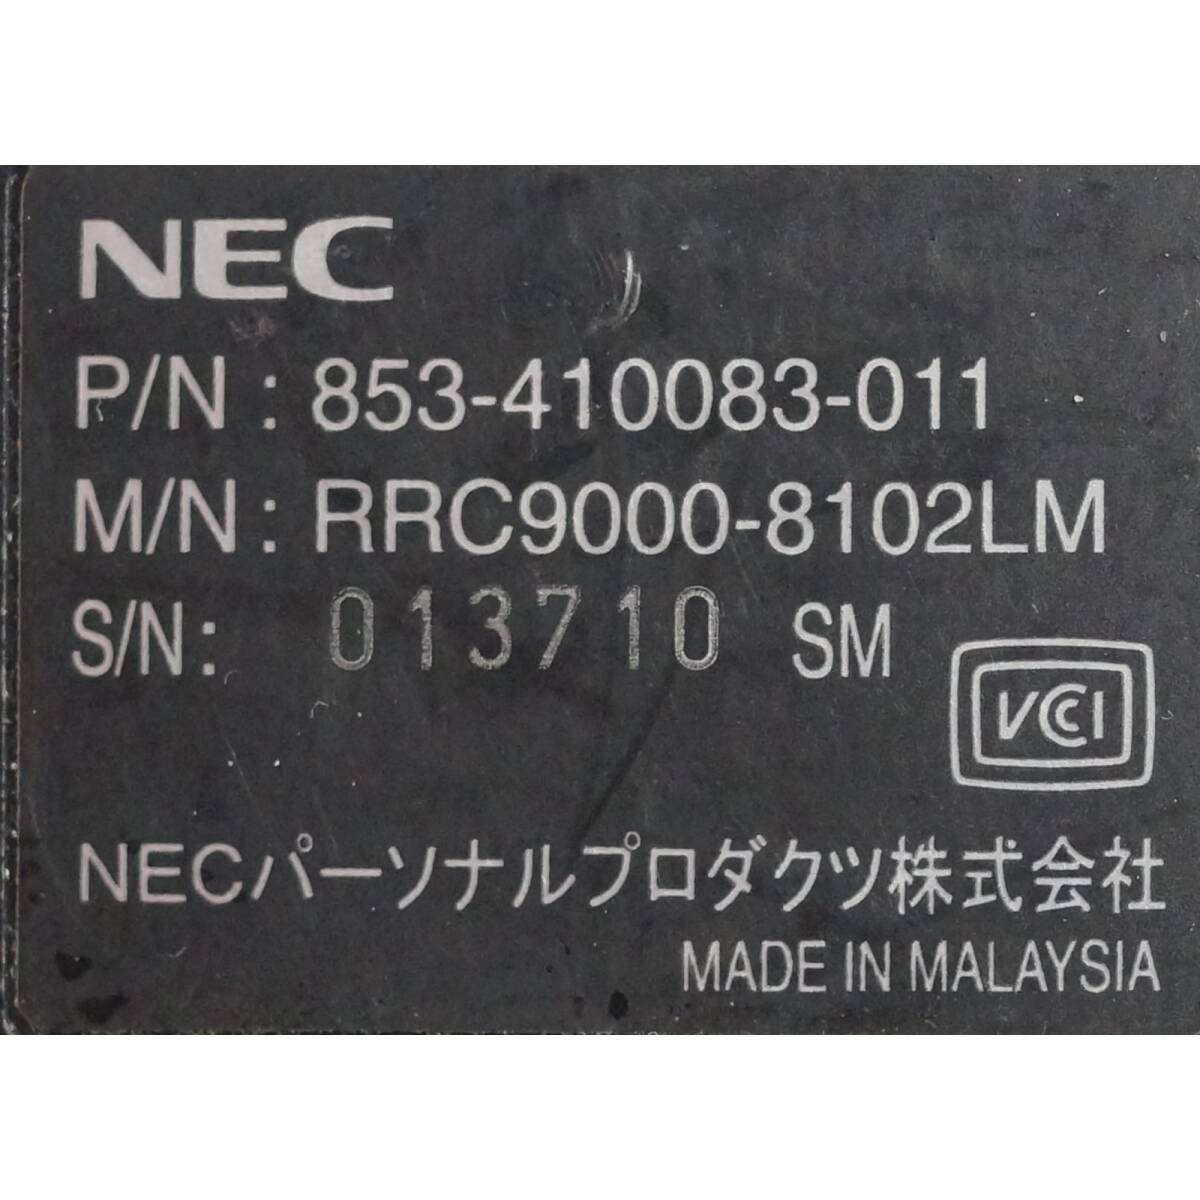 NEC
P/N : 853-410083-011
M/N : RRC9000-8102LM
S/N : 013710 SM
VCCI
NECパーソナルプロダクツ株式会社
MADE IN MALAYSIA